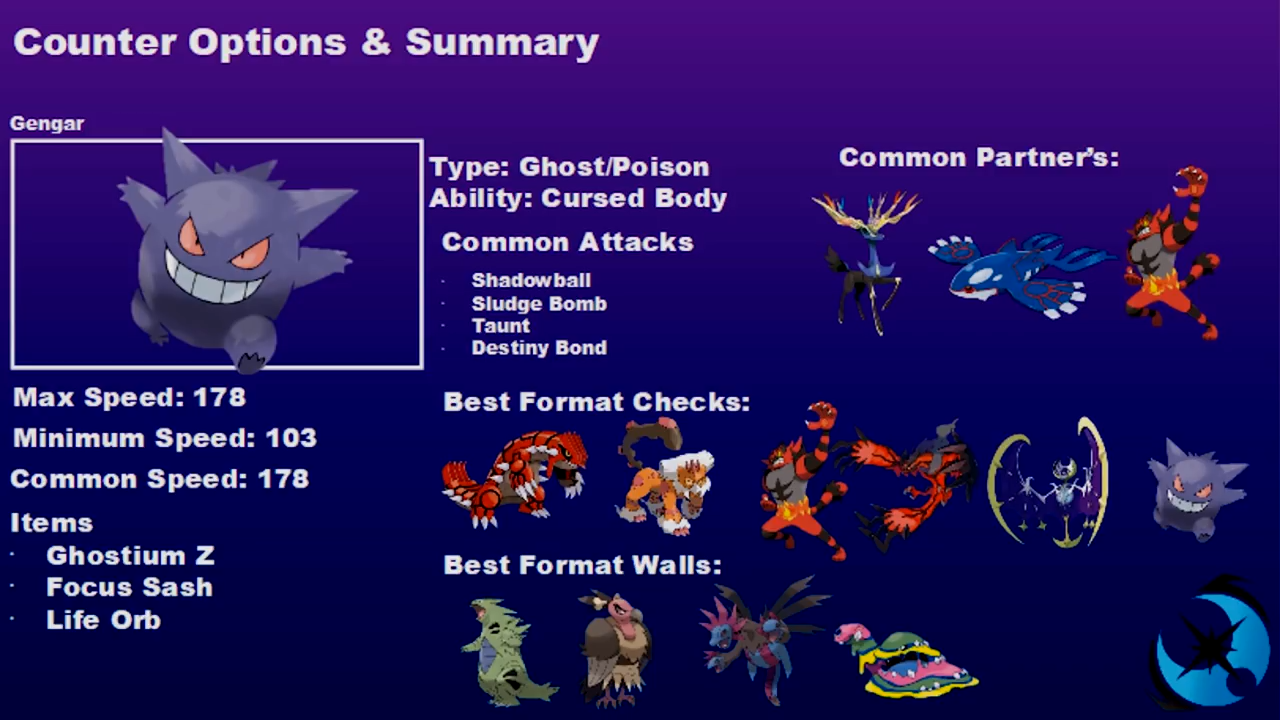 Counter Options & Summary
Gengar
Type: Ghost/Poison
Ability: Cursed Body
Common Attacks
· Shadowball
· Sludge Bomb
· Taunt
· Destiny Bond
Common Partner's:
Max Speed: 178
Minimum Speed: 103
Common Speed: 178
Items
· Ghostium Z
· Focus Sash
· Life Orb
Best Format Checks:
Best Format Walls: